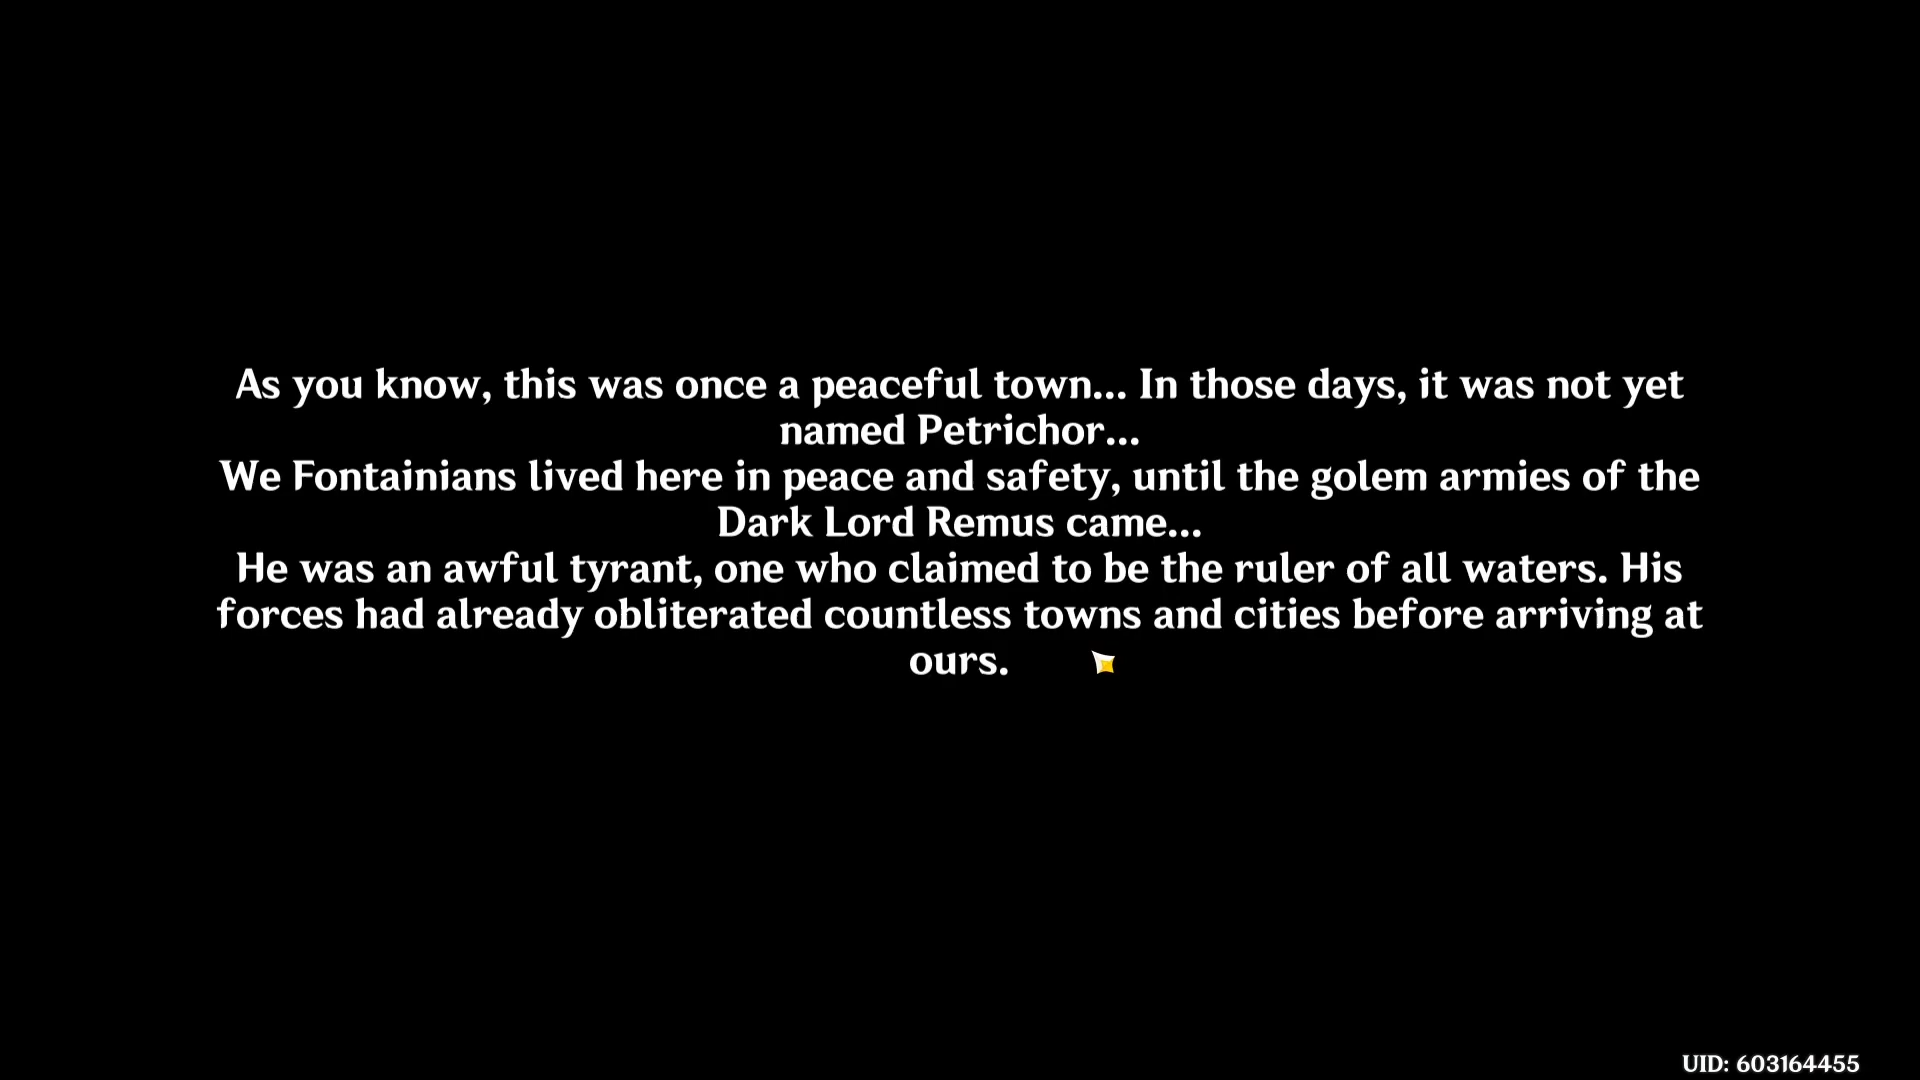 As you know, this was once a peaceful town... In those days, it was not yet
named Petrichor...
We Fontainians lived here in peace and safety, until the golem armies of the
Dark Lord Remus came...
He was an awful tyrant, one who claimed to be the ruler of all waters. His
forces had already obliterated countless towns and cities before arriving at
ours.
UID: 603164455